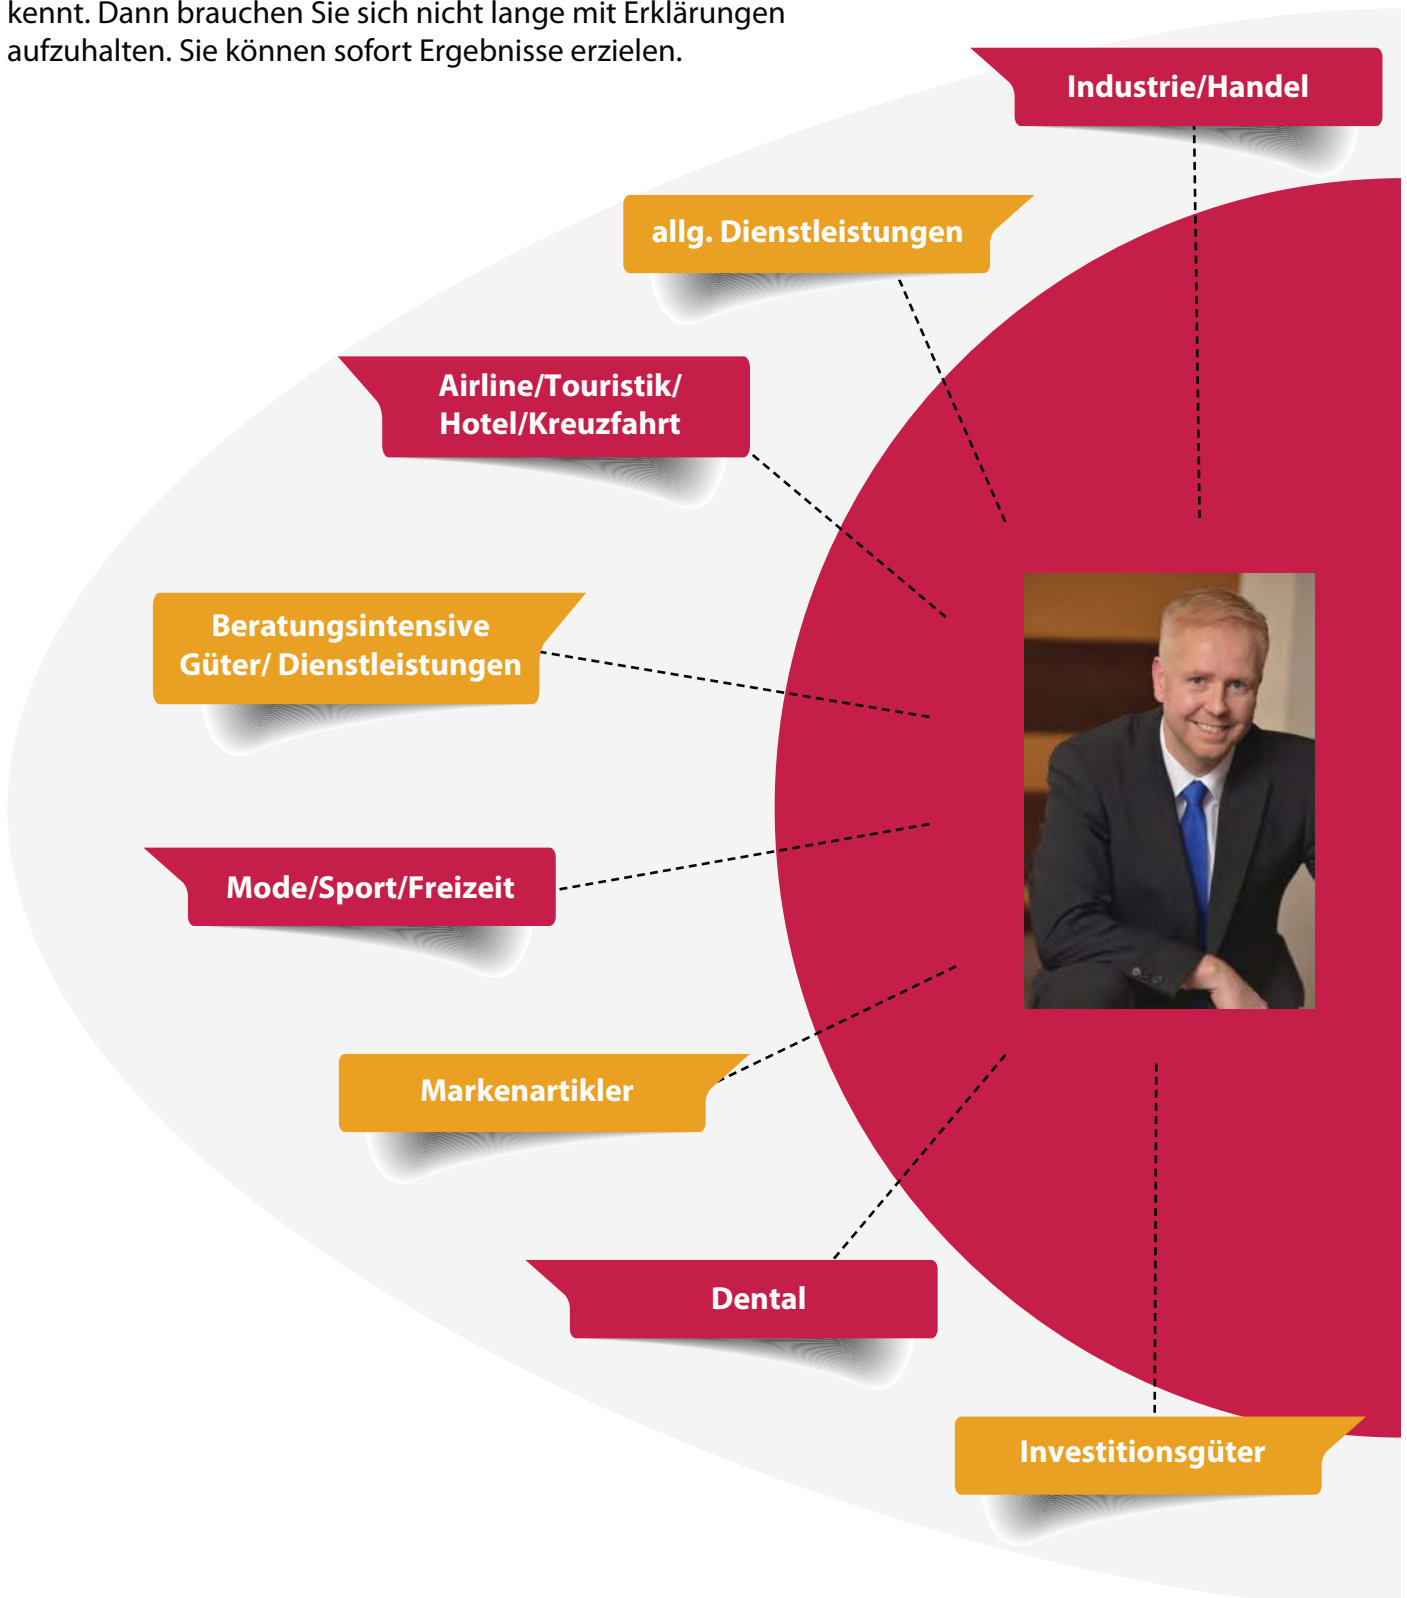 kennt. Dann brauchen Sie sich nicht lange mit Erklärungen
aufzuhalten. Sie können sofort Ergebnisse erzielen.
Industrie/Handel
allg. Dienstleistungen
Airline/Touristik/
Hotel/Kreuzfahrt
Beratungsintensive
Güter/ Dienstleistungen
Mode/Sport/Freizeit
Markenartikler
Dental
Investitionsgüter